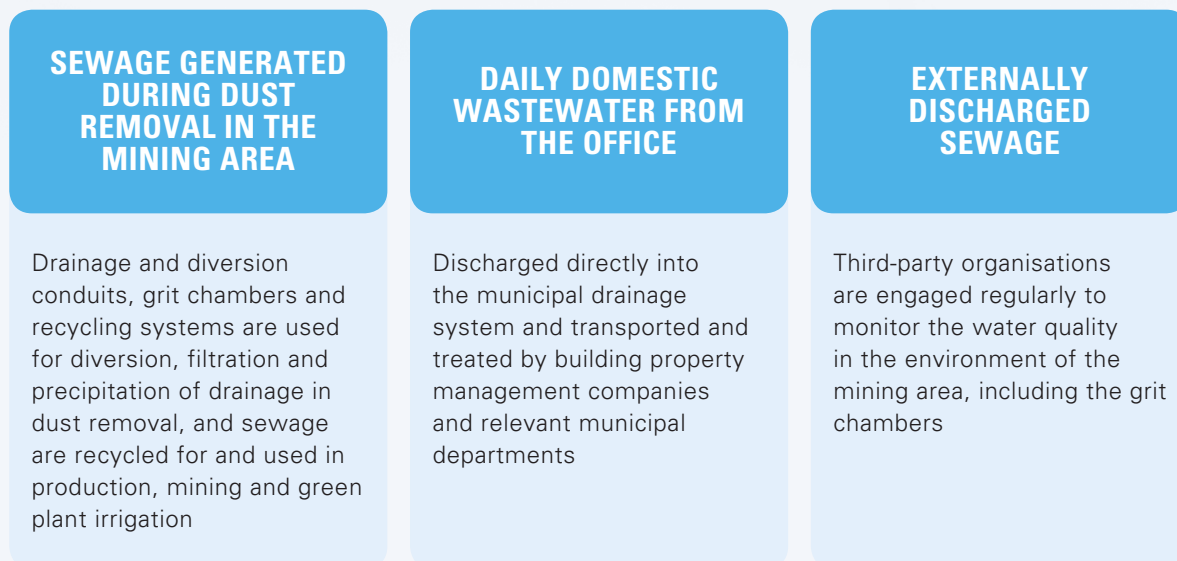 SEWAGE GENERATED
DURING DUST
REMOVAL IN THE
MINING AREA
Drainage and diversion
conduits, grit chambers and
recycling systems are used
for diversion, filtration and
precipitation of drainage in
dust removal, and sewage
are recycled for and used in
production, mining and green
plant irrigation
DAILY DOMESTIC
WASTEWATER FROM
THE OFFICE
Discharged directly into
the municipal drainage
system and transported and
treated by building property
management companies
and relevant municipal
departments
EXTERNALLY
DISCHARGED
SEWAGE
Third-party organisations
are engaged regularly to
monitor the water quality
in the environment of the
mining area, including the grit
chambers